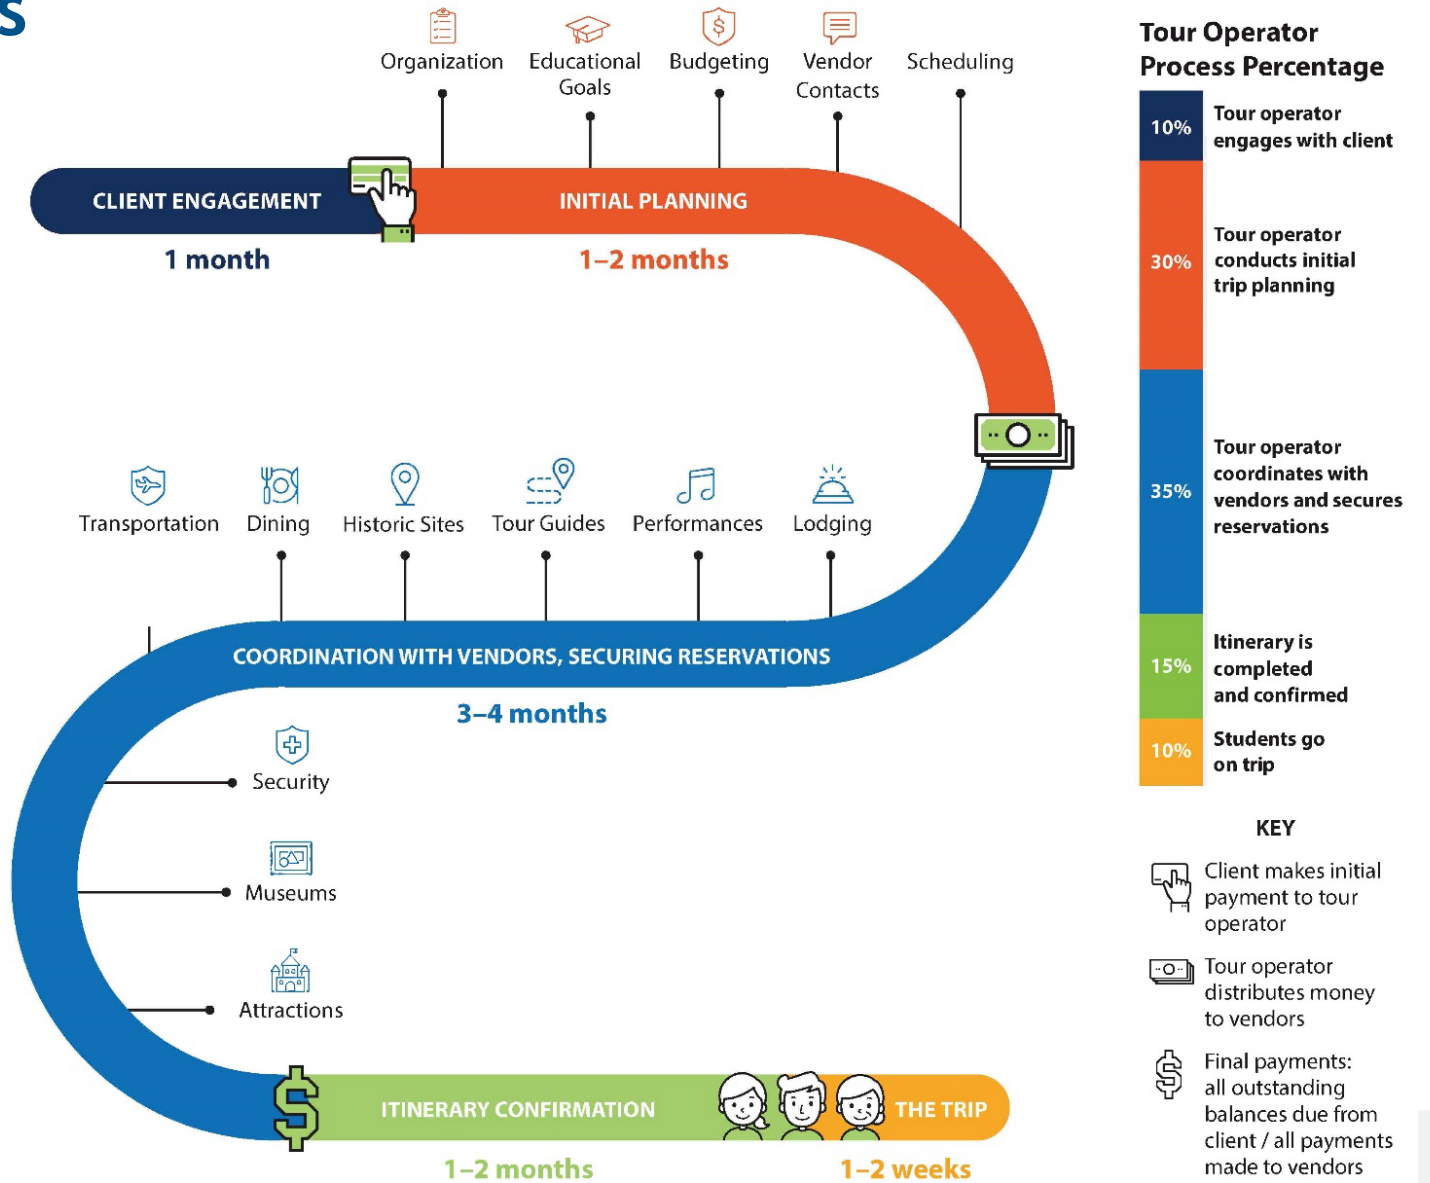 s
Organization
Educational
Goals
Budgeting
Vendor
Contacts
Scheduling
CLIENT ENGAGEMENT
INITIAL PLANNING
1 month
1–2 months
Transportation
Dining
Historic Sites
Tour Guides
Performances
Lodging
COORDINATION WITH VENDORS, SECURING RESERVATIONS
3–4 months
Security
Museums
Attractions
ITINERARY CONFIRMATION
THE TRIP
1–2 months
1–2 weeks
Tour Operator
Process Percentage
10%
Tour operator
engages with client
30%
Tour operator
conducts initial
trip planning
35%
Tour operator
coordinates with
vendors and secures
reservations
15%
Itinerary is
completed
and confirmed
10%
Students go
on trip
KEY
Client makes initial
payment to tour
operator
Tour operator
distributes money
to vendors
Final payments:
all outstanding
balances due from
client / all payments
made to vendors